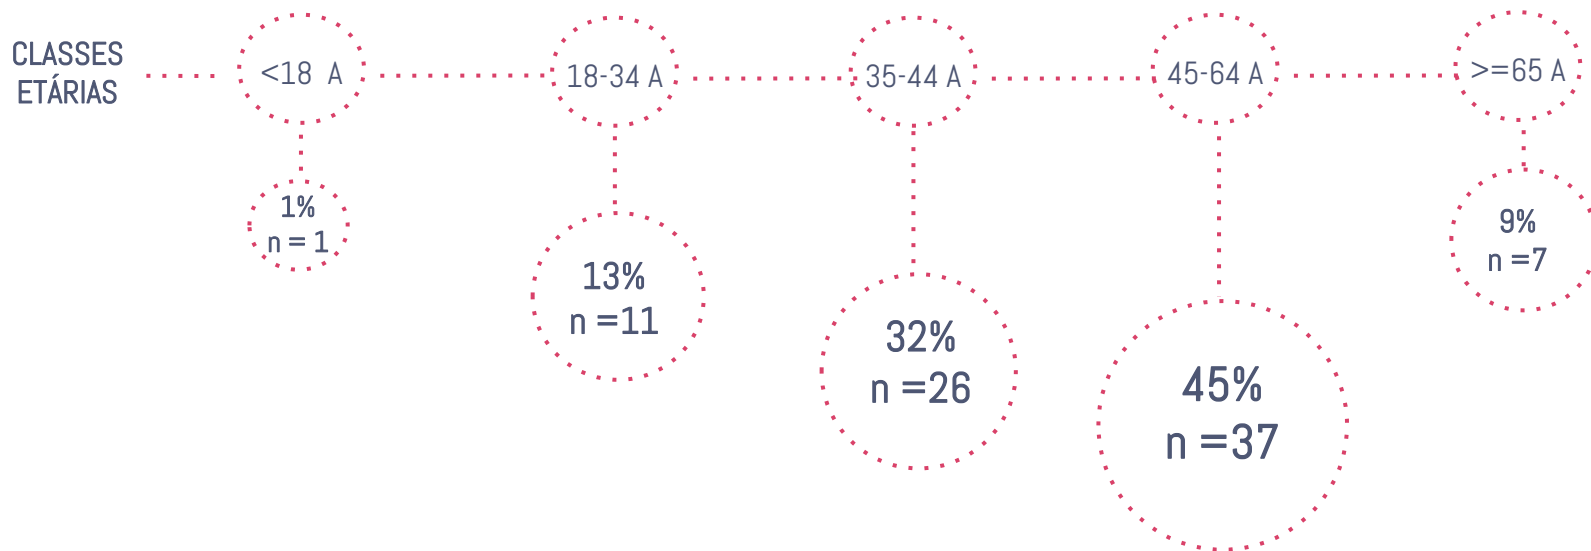 CLASSES
ETÁRIAS
<18 A
18-34 A
35-44 A
45-64 A
>=65 A
1%
n = 1
13%
n =11
32%
n =26
45%
n =37
9%
n =7